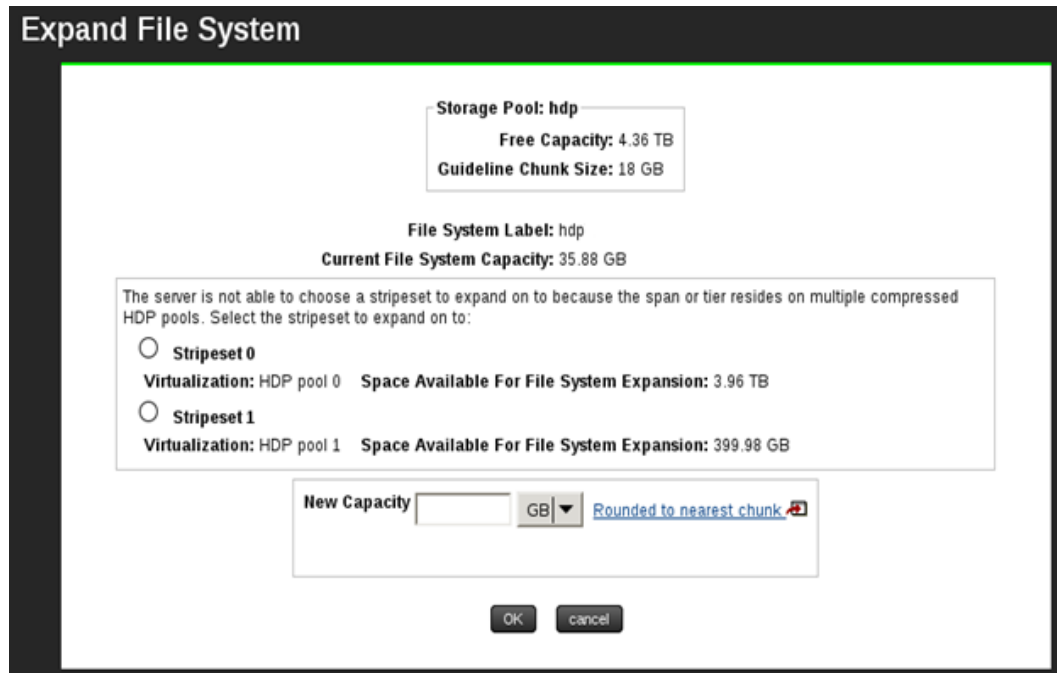 Expand File System
Storage Pool: hdp
Free Capacity: 4.36 TB
Guideline Chunk Size: 18 GB
File System Label: hdp
Current File System Capacity: 35.88 GB
The server is not able to choose a stripeset to expand on to because the span or tier resides on multiple compressed
HDP pools. Select the stripeset to expand on to:
Stripeset 0
Virtualization: HDP pool 0 Space Available For File System Expansion: 3.96 TB
Stripeset 1
Virtualization: HDP pool 1 Space Available For File System Expansion: 399.98 GB
New Capacity GB Rounded to nearest chunk
OK cancel